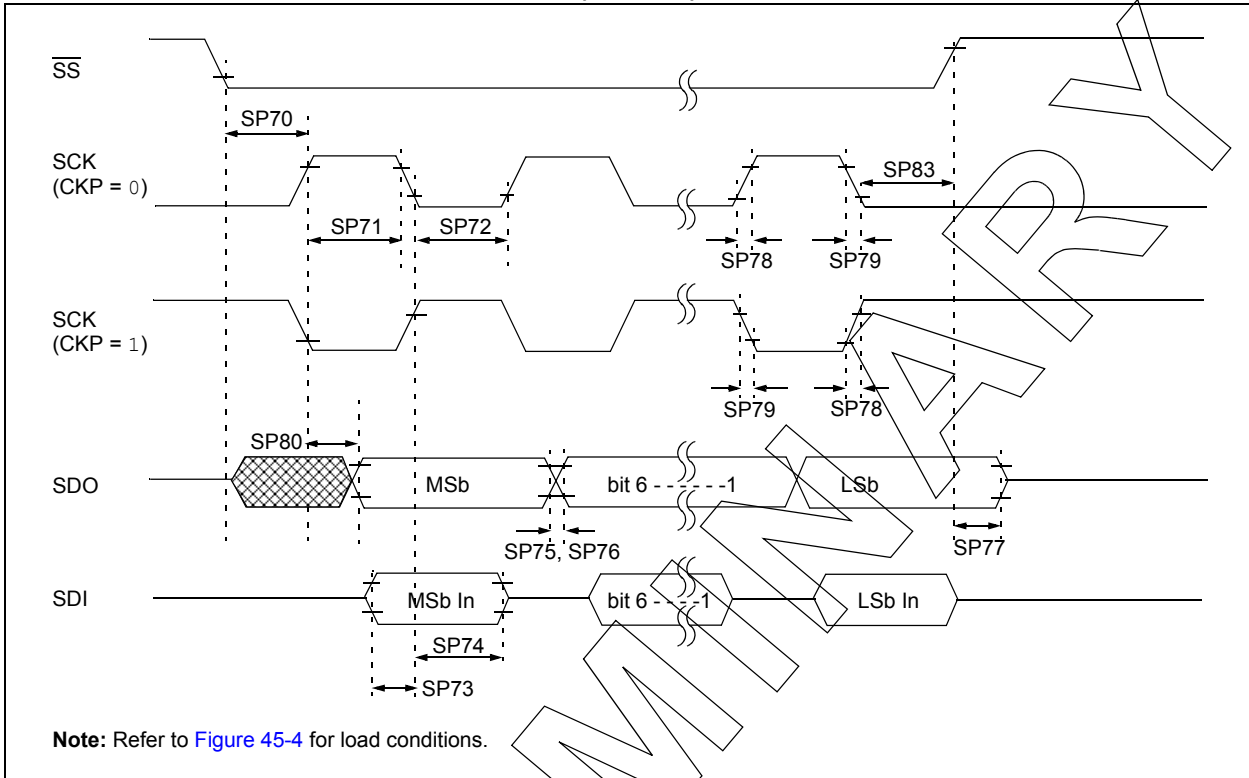 SS
SP70
SCK
(CKP = 0)
SP83
SP71
SP72
SP78
SP79
SCK
(CKP = 1)
SP79
SP78
SP80
SDO
MSb
bit 6 - - - - - -1
LSb
SP75, SP76
SP77
SDI
MSb In
bit 6 - - - -1
LSb In
SP74
SP73
Note: Refer to Figure 45-4 for load conditions.
MINARY